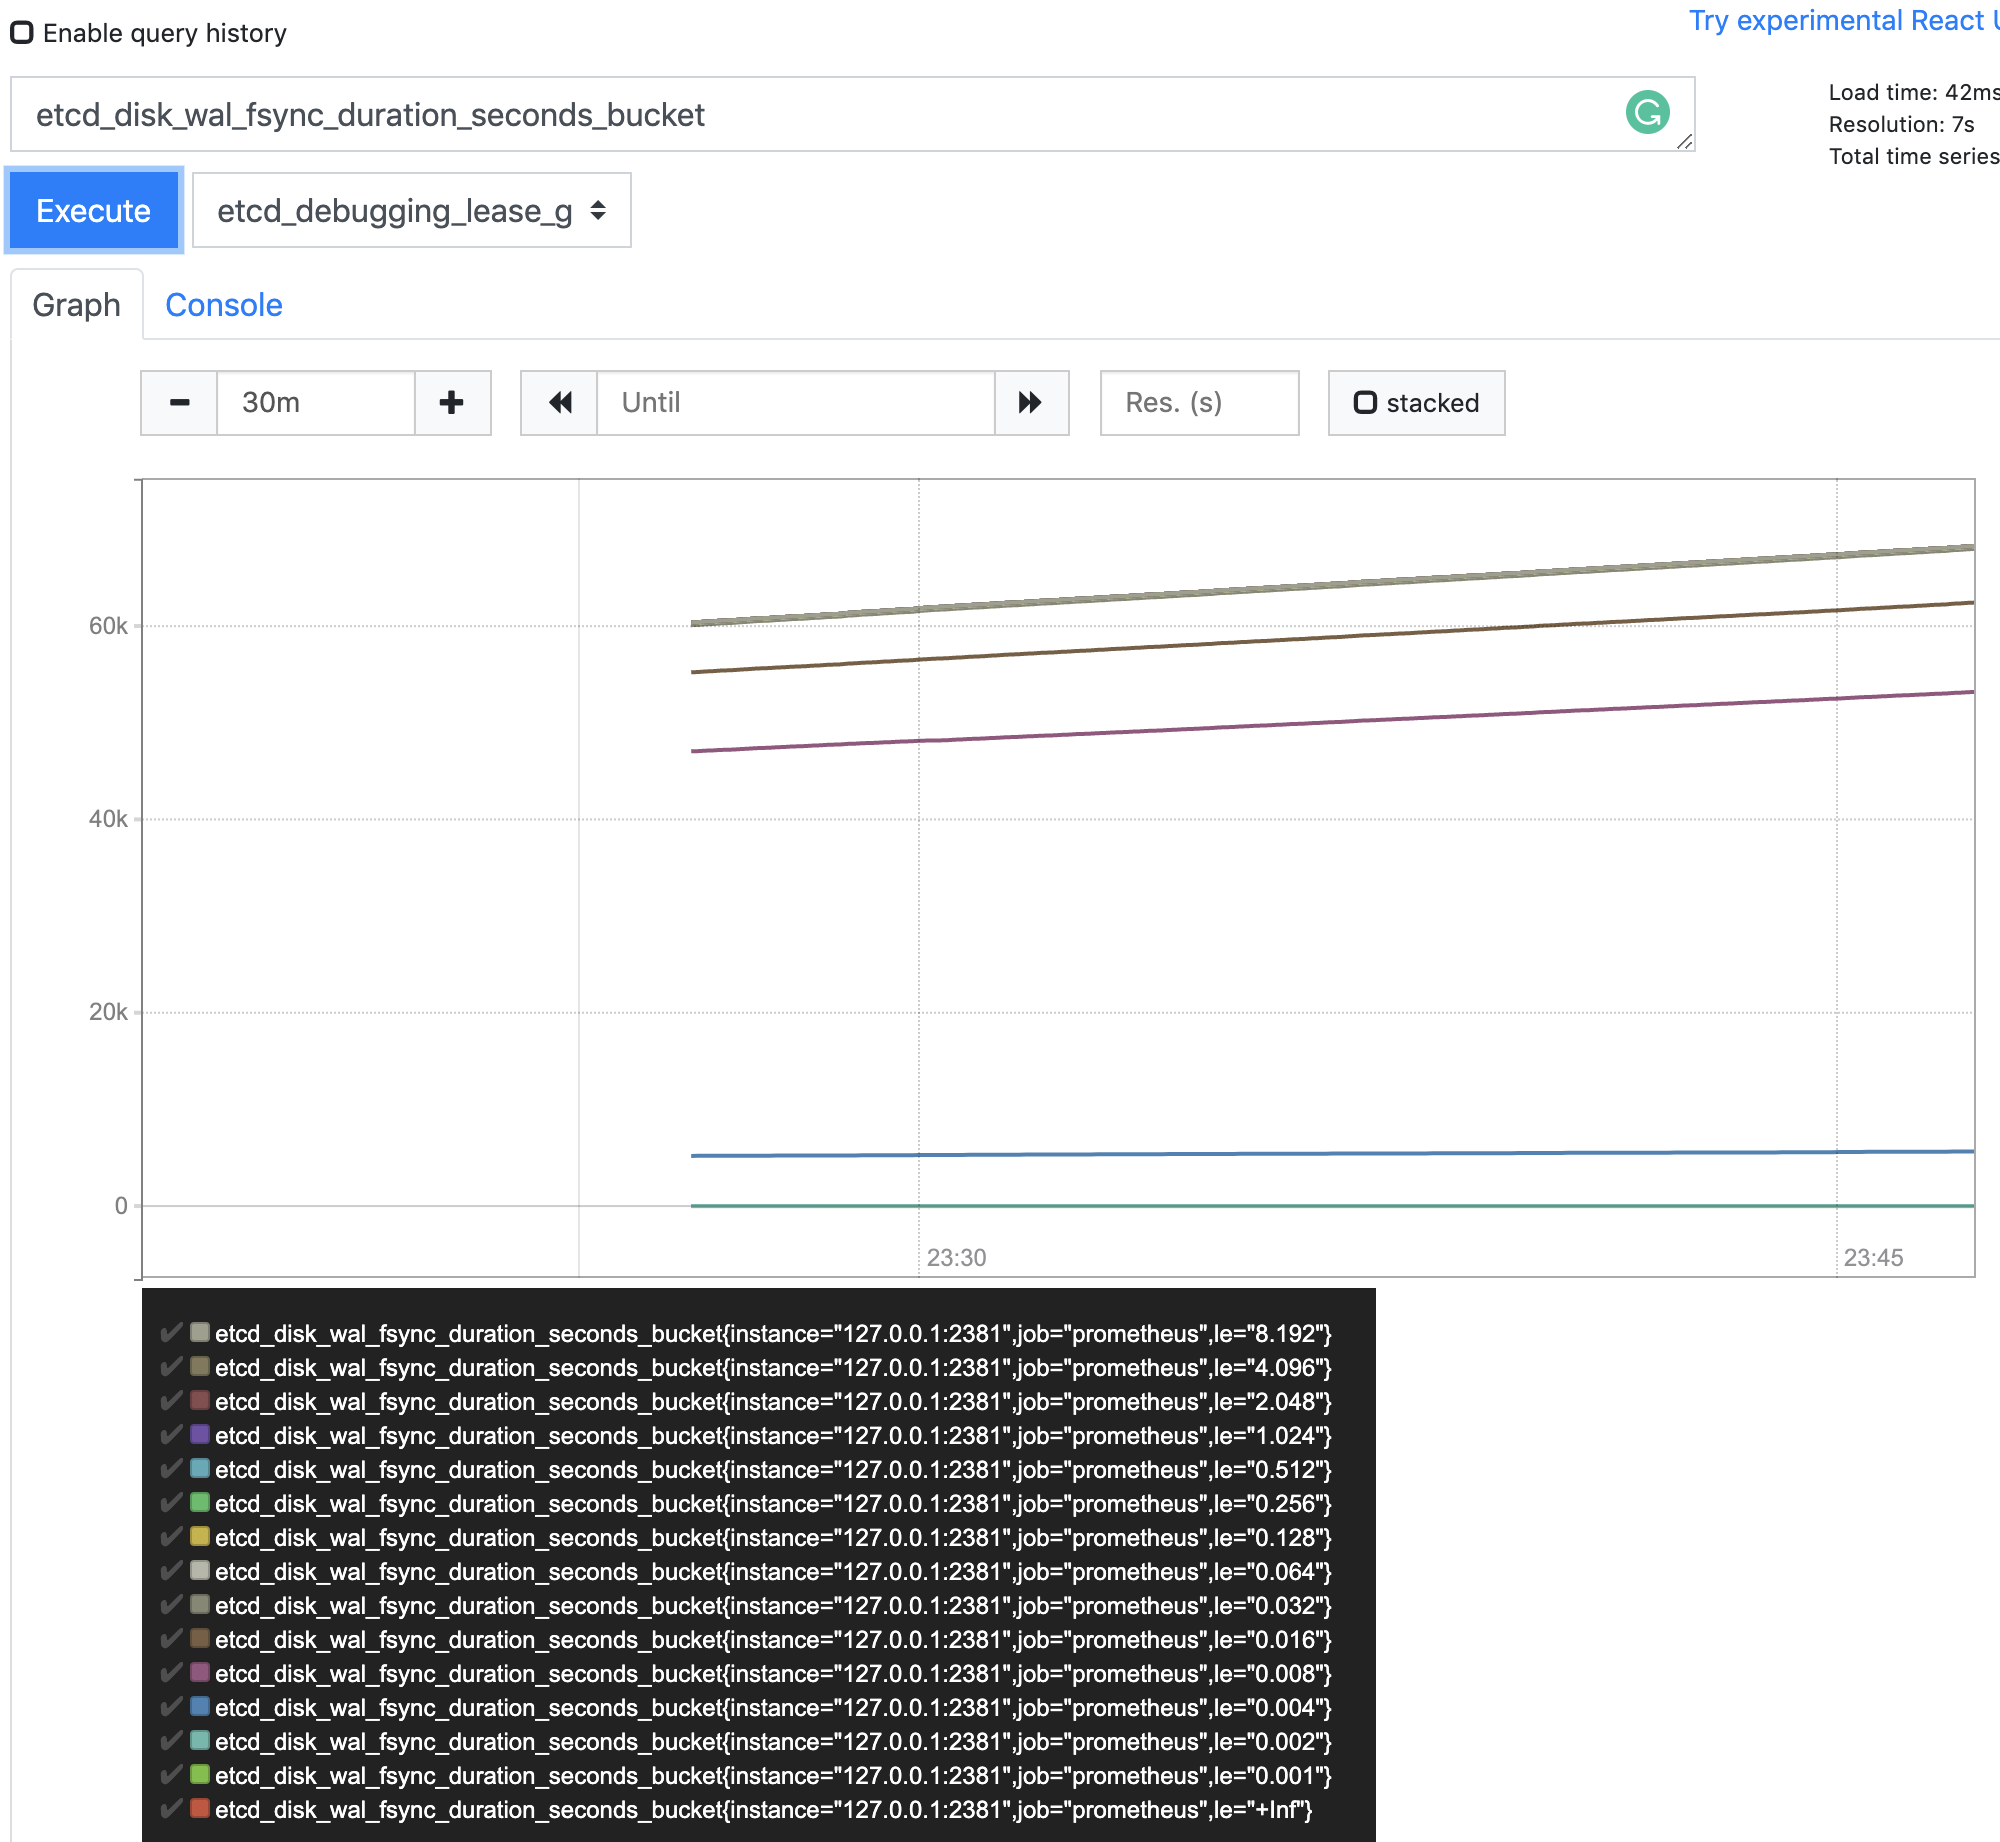 Enable query history
Try experimental React
etcd_disk_wal_fsync_duration_seconds_bucket
Load time: 42ms
Resolution: 7s
Total time series
Execute
etcd_debugging_lease_g
Graph
Console
30m
Until
Res. (s)
stacked
60k
40k
20k
0
23:30
23:45
etcd_disk_wal_fsync_duration_seconds_bucket{instance="127.0.0.1:2381",job="prometheus",le="8.192"}
etcd_disk_wal_fsync_duration_seconds_bucket{instance="127.0.0.1:2381",job="prometheus",le="4.096"}
etcd_disk_wal_fsync_duration_seconds_bucket{instance="127.0.0.1:2381",job="prometheus",le="2.048"}
etcd_disk_wal_fsync_duration_seconds_bucket{instance="127.0.0.1:2381",job="prometheus",le="1.024"}
etcd_disk_wal_fsync_duration_seconds_bucket{instance="127.0.0.1:2381",job="prometheus",le="0.512"}
etcd_disk_wal_fsync_duration_seconds_bucket{instance="127.0.0.1:2381",job="prometheus",le="0.256"}
etcd_disk_wal_fsync_duration_seconds_bucket{instance="127.0.0.1:2381",job="prometheus",le="0.128"}
etcd_disk_wal_fsync_duration_seconds_bucket{instance="127.0.0.1:2381",job="prometheus",le="0.064"}
etcd_disk_wal_fsync_duration_seconds_bucket{instance="127.0.0.1:2381",job="prometheus",le="0.032"}
etcd_disk_wal_fsync_duration_seconds_bucket{instance="127.0.0.1:2381",job="prometheus",le="0.016"}
etcd_disk_wal_fsync_duration_seconds_bucket{instance="127.0.0.1:2381",job="prometheus",le="0.008"}
etcd_disk_wal_fsync_duration_seconds_bucket{instance="127.0.0.1:2381",job="prometheus",le="0.004"}
etcd_disk_wal_fsync_duration_seconds_bucket{instance="127.0.0.1:2381",job="prometheus",le="0.002"}
etcd_disk_wal_fsync_duration_seconds_bucket{instance="127.0.0.1:2381",job="prometheus",le="0.001"}
etcd_disk_wal_fsync_duration_seconds_bucket{instance="127.0.0.1:2381",job="prometheus",le="+Inf"}